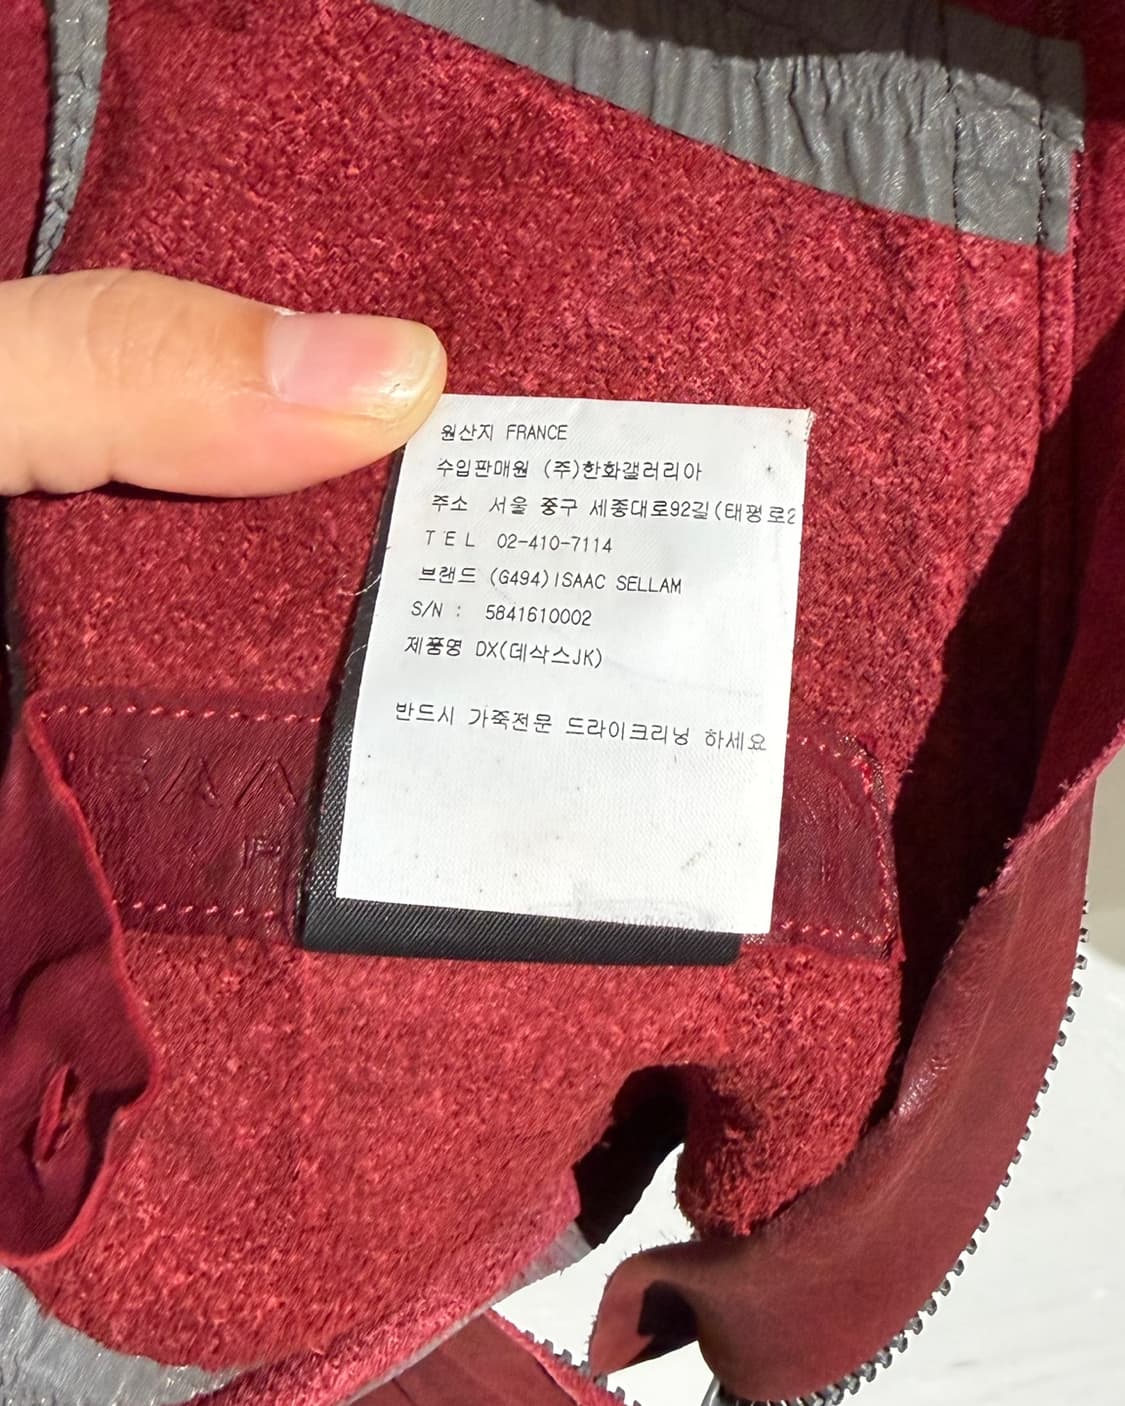 원산지 FRANCE
수입판매원 (주)한화갤러리아
주소 서울 중구 세종대로92길(태평로2
TEL 02-410-7114
브랜드 (G494)ISAAC SELLAM
S/N : 5841610002
제품명 DX(데삭스JK)
반드시 가죽전문 드라이크리닝 하세요